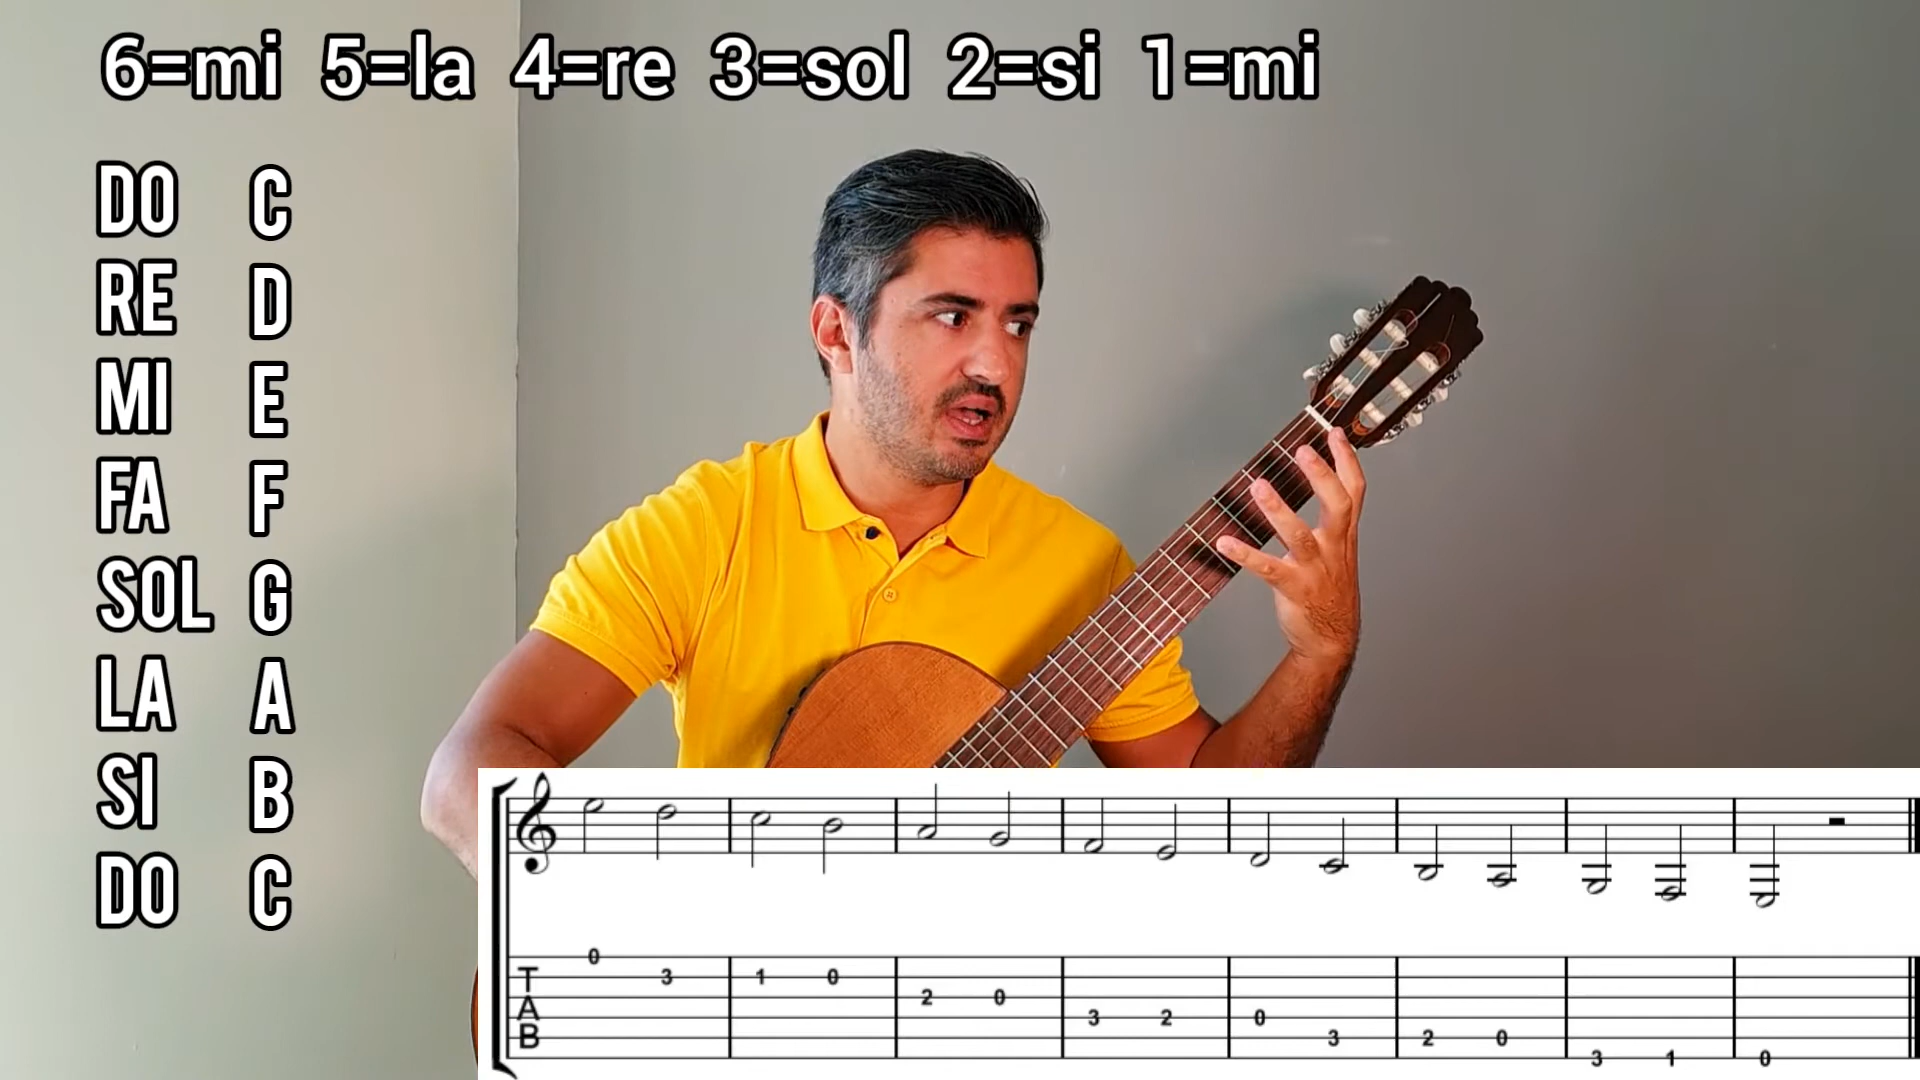 6=mi 5=la 4=re 3=sol 2=si 1=mi
DO C
RE D
MI E
FA F
SOL G
LA A
SI B
DO C
0
T 3 1 0
A 2 0
3 2 0
B 3 2 0
3 1 0